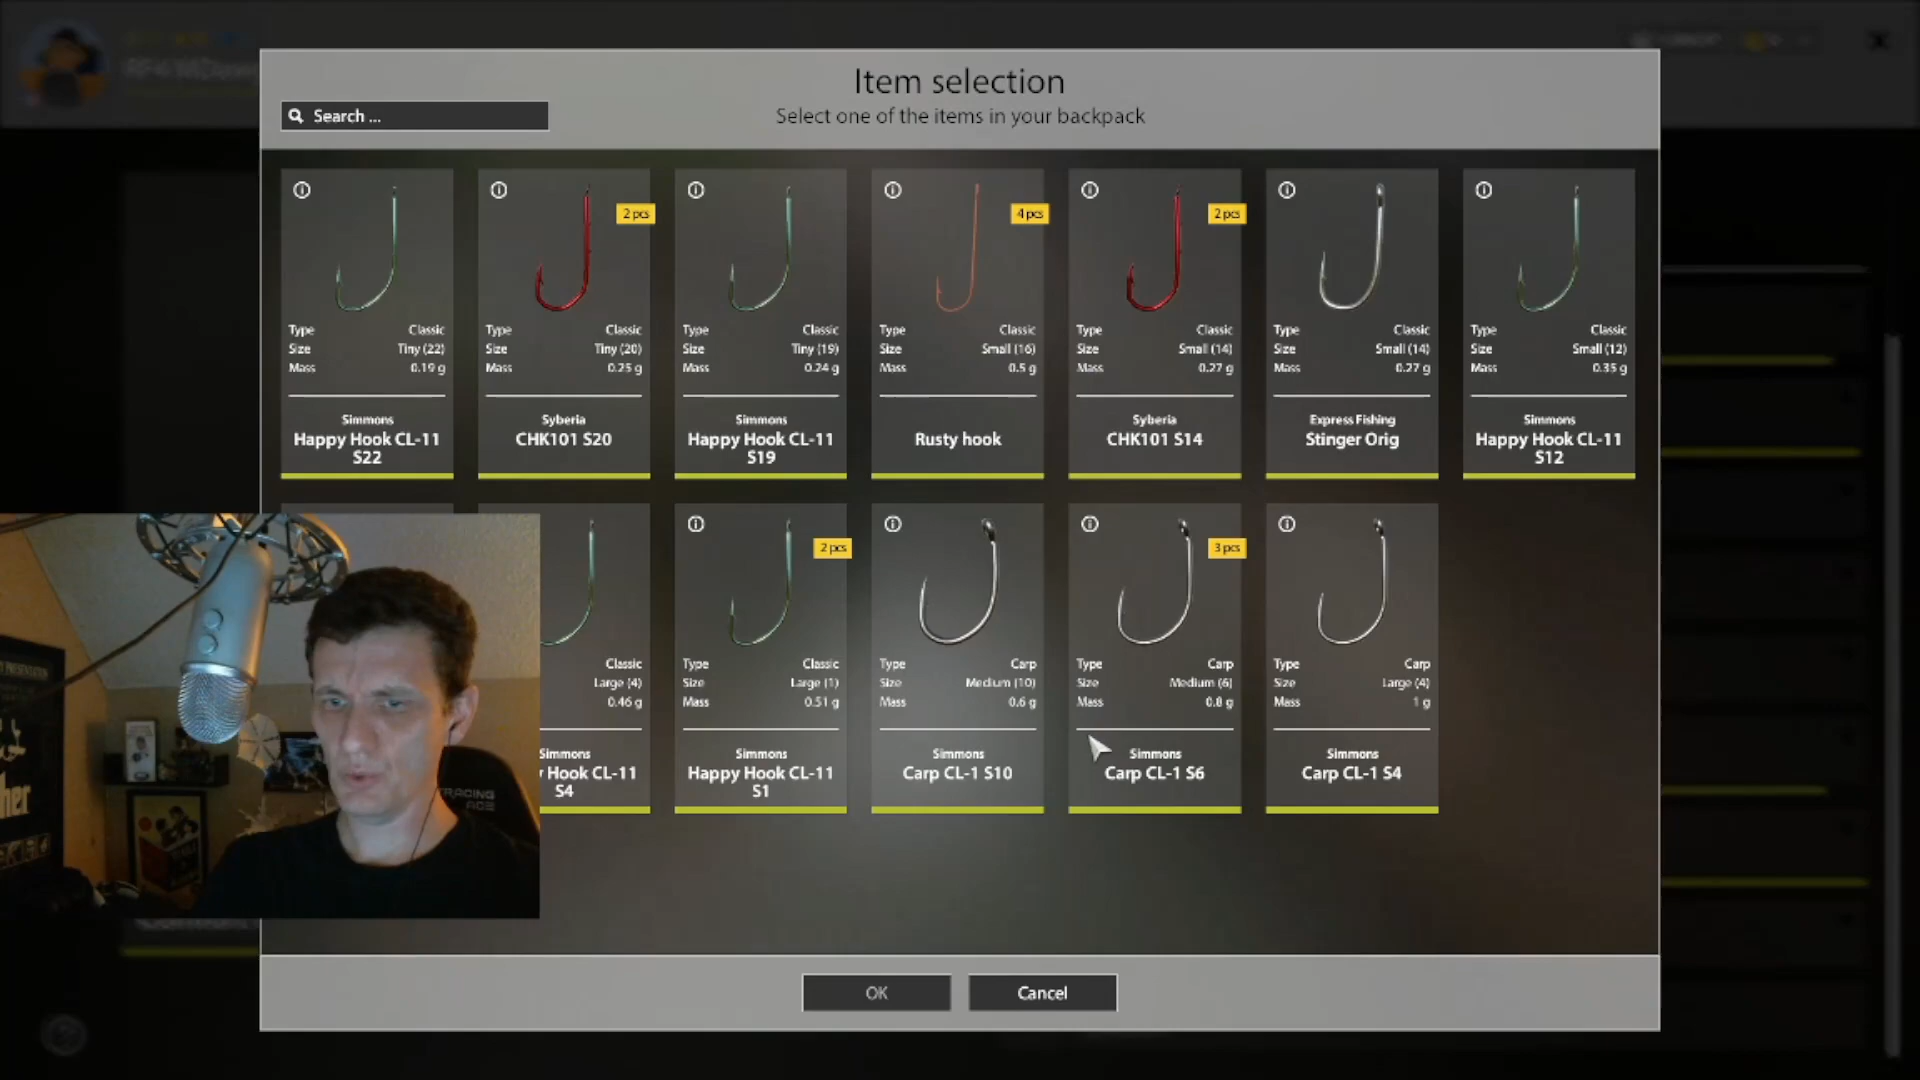 Item selection
Search ...
Select one of the items in your backpack
Type Classic
Size Tiny (22)
Mass 0.19 g
Simmons
Happy Hook CL-11
S22
2 pcs
Type Classic
Size Tiny (20)
Mass 0.25 g
Syberia
CHK101 S20
Type Classic
Size Tiny (19)
Mass 0.24 g
Simmons
Happy Hook CL-11
S19
4 pcs
Type Classic
Size Small (16)
Mass 0.5 g
Rusty hook
2 pcs
Type Classic
Size Small (14)
Mass 0.27 g
Syberia
CHK101 S14
Type Classic
Size Small (14)
Mass 0.27 g
Express Fishing
Stinger Orig
Type Classic
Size Small (12)
Mass 0.35 g
Simmons
Happy Hook CL-11
S12
Classic
Large (4)
0.46 g
Simmons
Hook CL-11
S4
2 pcs
Type Classic
Size Large (1)
Mass 0.51 g
Simmons
Happy Hook CL-11
S1
Type Carp
Size Medium (10)
Mass 0.6 g
Simmons
Carp CL-1 S10
3 pcs
Type Carp
Size Medium (6)
Mass 0.8 g
Simmons
Carp CL-1 S6
Type Carp
Size Large (4)
Mass 1 g
Simmons
Carp CL-1 S4
OK
Cancel